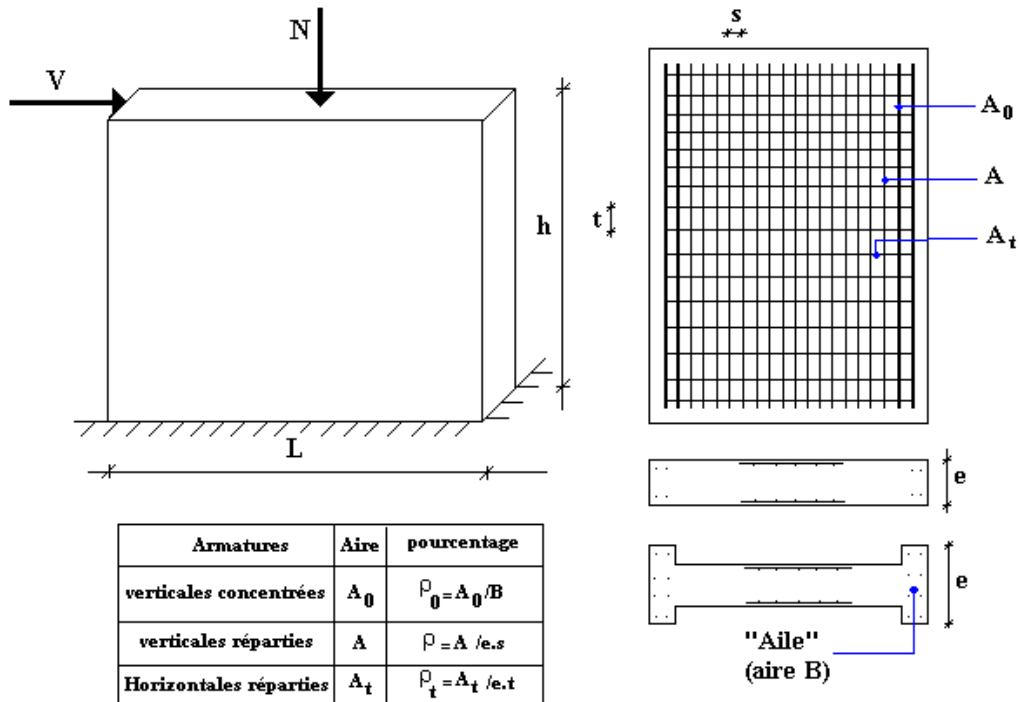 N
V
h
L
s
t
A0
A
At
e
e
"Aile"
(aire B)
Armatures Aire pourcentage
verticales concentrées A0 ρ0=A0/B
verticales réparties A ρ=A /e.s
Horizontales réparties At ρt=At /e.t